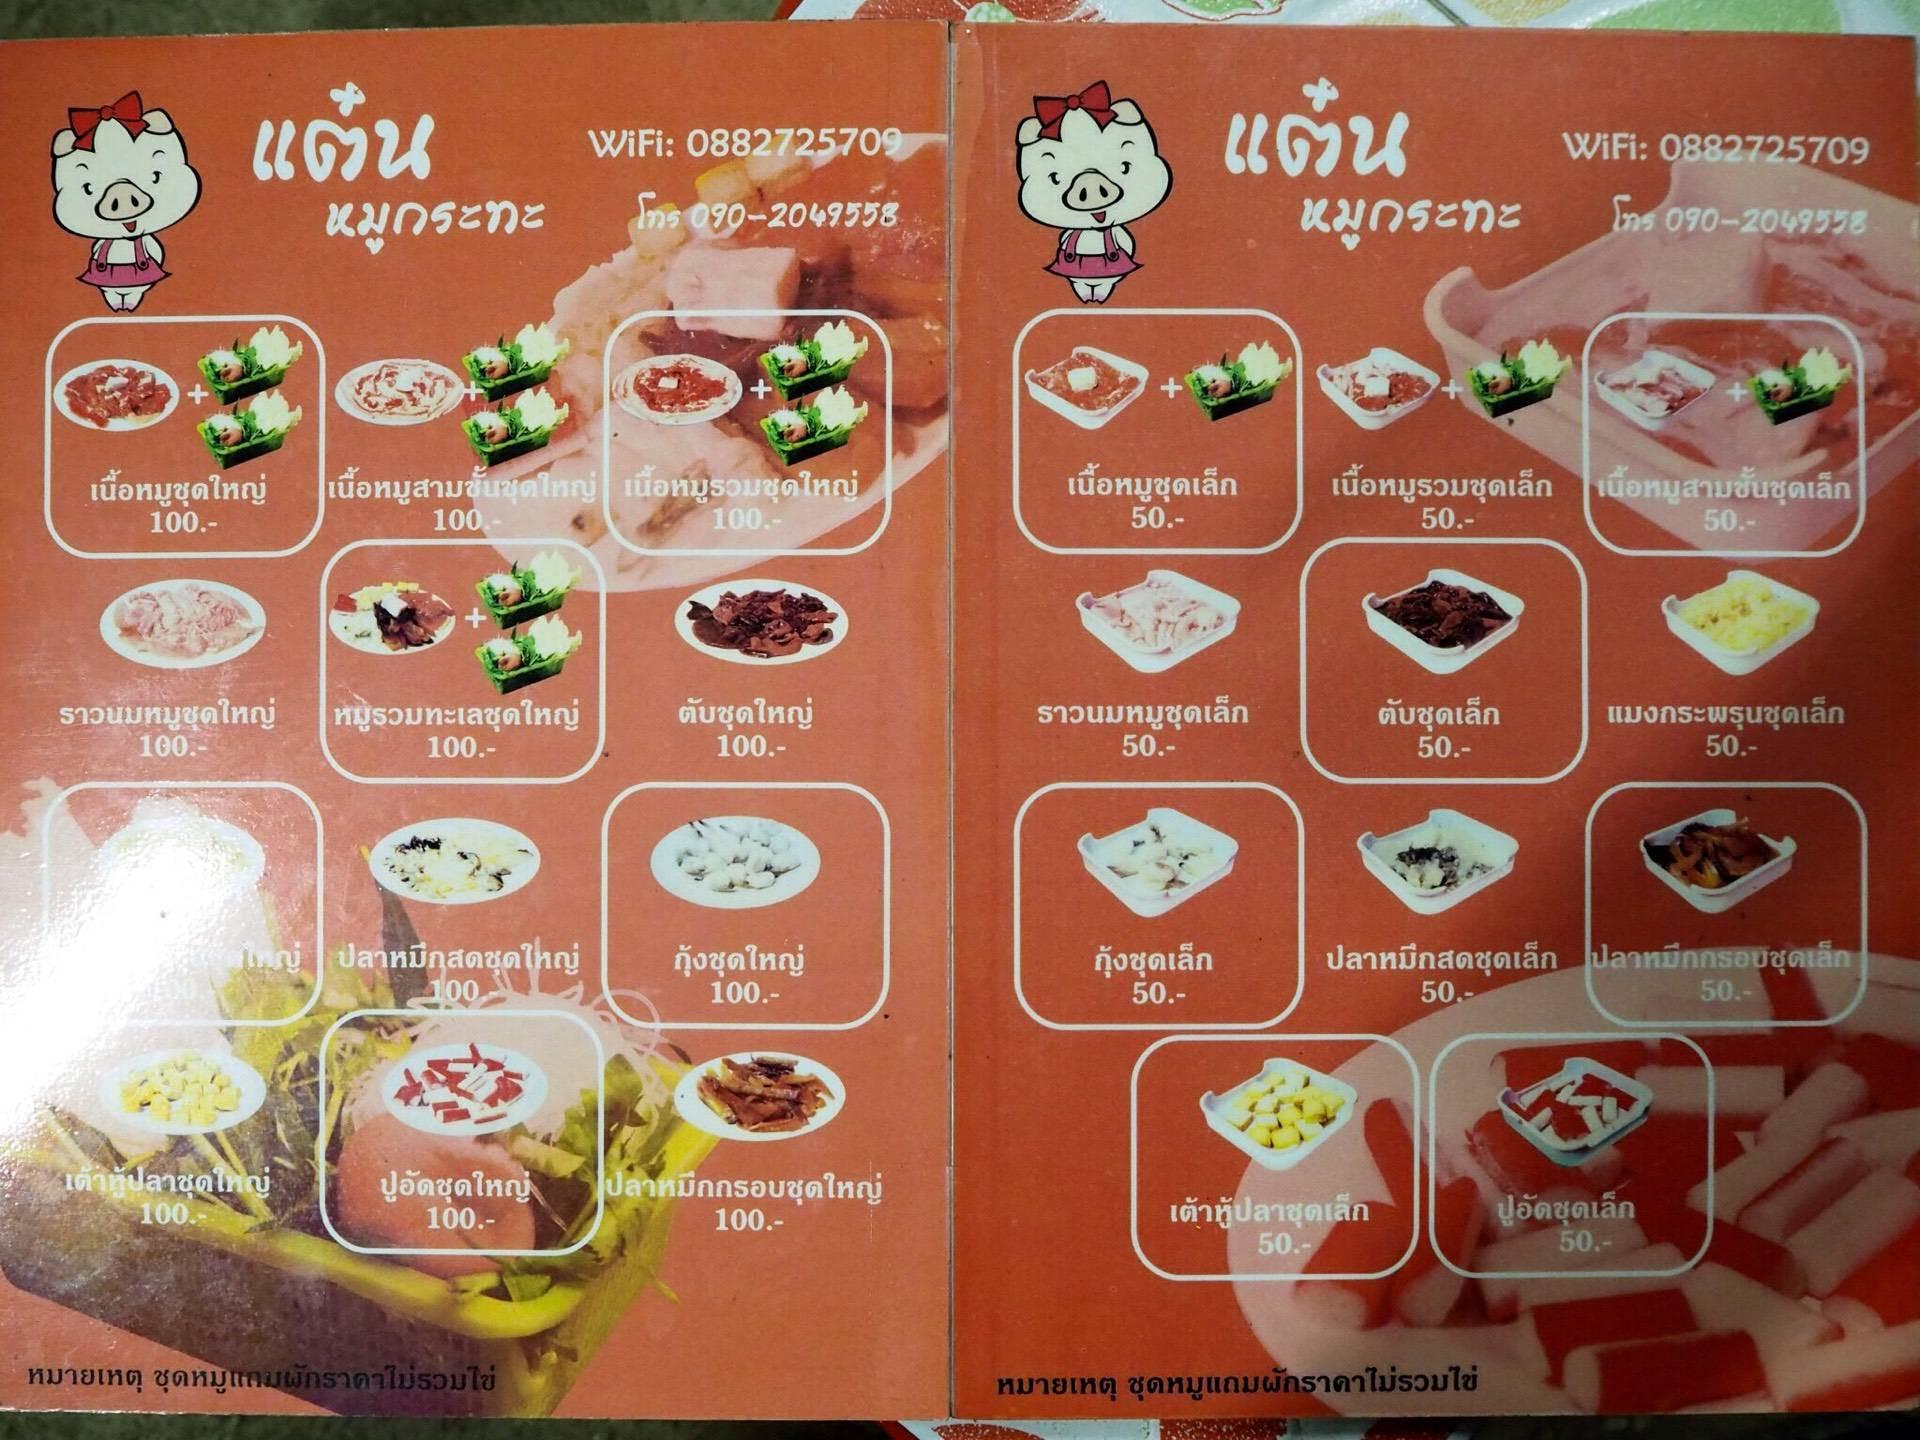 แต๋น
หมูกระทะ
WiFi: 0882725709
โทร 090-2049558
เนื้อหมูชุดใหญ่
100.-
เนื้อหมูสามชั้นชุดใหญ่
100.-
เนื้อหมูรวมชุดใหญ่
100.-
ราวนมหมูชุดใหญ่
100.-
หมูรวมทะเลชุดใหญ่
100.-
ตับชุดใหญ่
100.-
ปลาหมึกสดชุดใหญ่
100.-
กุ้งชุดใหญ่
100.-
เต้าหู้ปลาชุดใหญ่
100.-
ปูอัดชุดใหญ่
100.-
ปลาหมึกกรอบชุดใหญ่
100.-
หมายเหตุ ชุดหมูแถมผักราคาไม่รวมไข่
แต๋น
หมูกระทะ
WiFi: 0882725709
โทร 090-2049558
เนื้อหมูชุดเล็ก
50.-
เนื้อหมูรวมชุดเล็ก
50.-
เนื้อหมูสามชั้นชุดเล็ก
50.-
ราวนมหมูชุดเล็ก
50.-
ตับชุดเล็ก
50.-
แมงกระพรุนชุดเล็ก
50.-
กุ้งชุดเล็ก
50.-
ปลาหมึกสดชุดเล็ก
50.-
ปลาหมึกกรอบชุดเล็ก
50.-
เต้าหู้ปลาชุดเล็ก
50.-
ปูอัดชุดเล็ก
50.-
หมายเหตุ ชุดหมูแถมผักราคาไม่รวมไข่